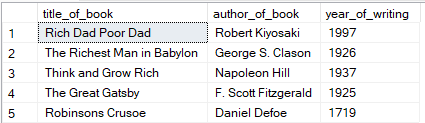 title_of_book author_of_book year_of_writing
1 Rich Dad Poor Dad Robert Kiyosaki 1997
2 The Richest Man in Babylon George S. Clason 1926
3 Think and Grow Rich Napoleon Hill 1937
4 The Great Gatsby F. Scott Fitzgerald 1925
5 Robinsons Crusoe Daniel Defoe 1719